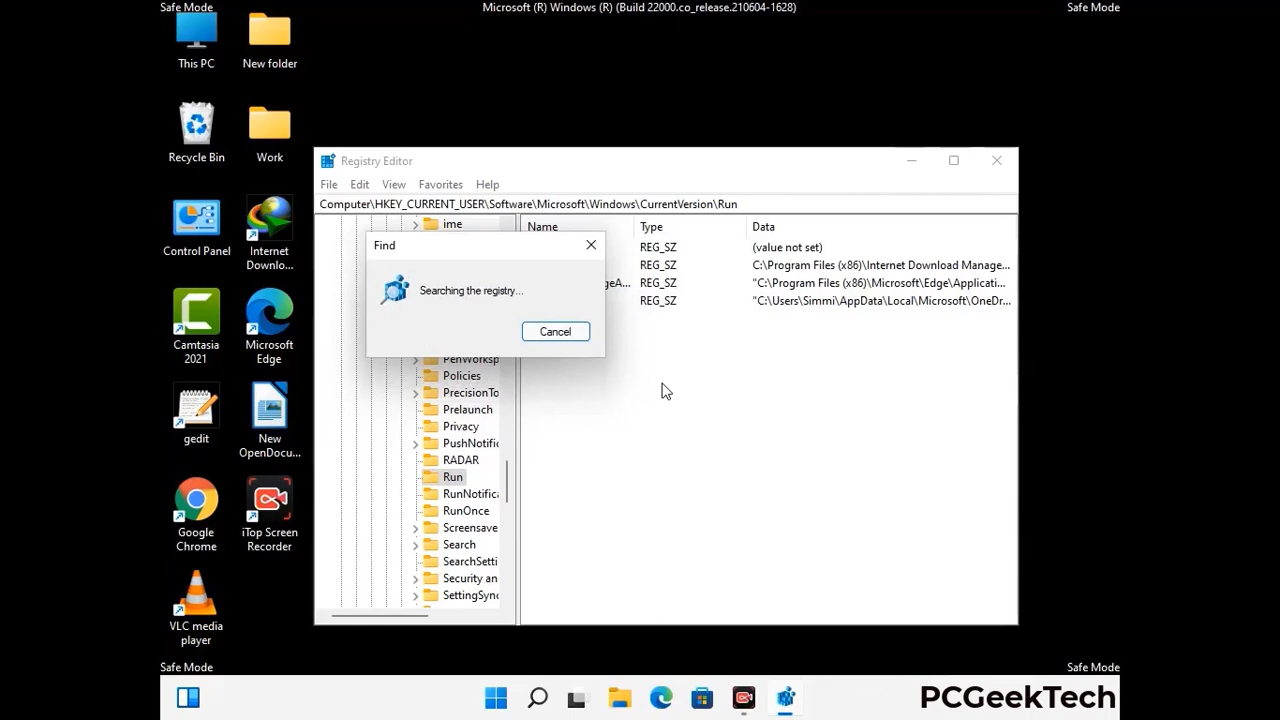 Safe Mode
Microsoft (R) Windows (R) (Build 22000.co_release.210604-1628)
Safe Mode
This PC
New folder
Recycle Bin
Work
Control Panel
Internet
Downlo...
Camtasia
2021
Microsoft
Edge
gedit
New
OpenDocu...
Google
Chrome
iTop Screen
Recorder
VLC media
player
Registry Editor
File Edit View Favorites Help
Computer\HKEY_CURRENT_USER\Software\Microsoft\Windows\CurrentVersion\Run
ime
PenWorksp
Policies
PrecisionTo
Prelaunch
Privacy
PushNotific
RADAR
Run
RunNotifica
RunOnce
Screensave
Search
SearchSetti
Security an
SettingSync
Name Type Data
REG_SZ (value not set)
REG_SZ C:\Program Files (x86)\Internet Download Manage...
geA... REG_SZ "C:\Program Files (x86)\Microsoft\Edge\Applicati...
REG_SZ "C:\Users\Simmi\AppData\Local\Microsoft\OneDr...
Find
Searching the registry...
Cancel
Safe Mode
Safe Mode
PCGeekTech